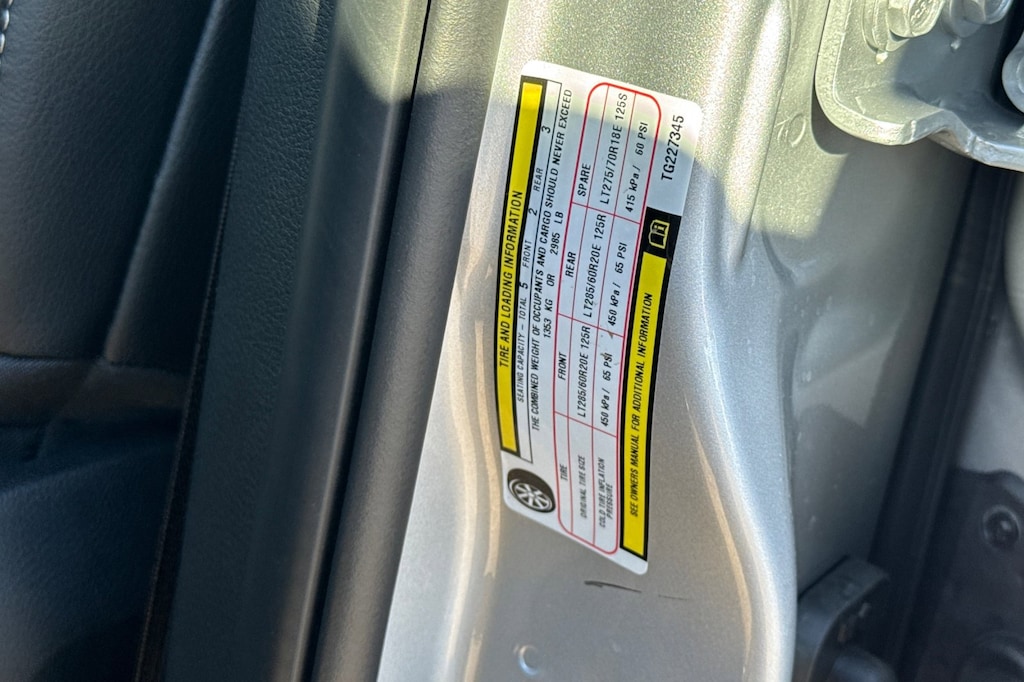 TIRE AND LOADING INFORMATION
SEATING CAPACITY - TOTAL 5 FRONT 2 REAR 3
THE COMBINED WEIGHT OF OCCUPANTS AND CARGO SHOULD NEVER EXCEED
1353 KG OR 2985 LB
TIRE FRONT REAR SPARE
ORIGINAL TIRE SIZE LT285/60R20E 125R LT285/60R20E 125R LT275/70R18E 125S
COLD TIRE INFLATION
PRESSURE 450 kPa/ 65 PSI 450 kPa/ 65 PSI 415 kPa/ 60 PSI
SEE OWNERS MANUAL FOR ADDITIONAL INFORMATION
TG227345